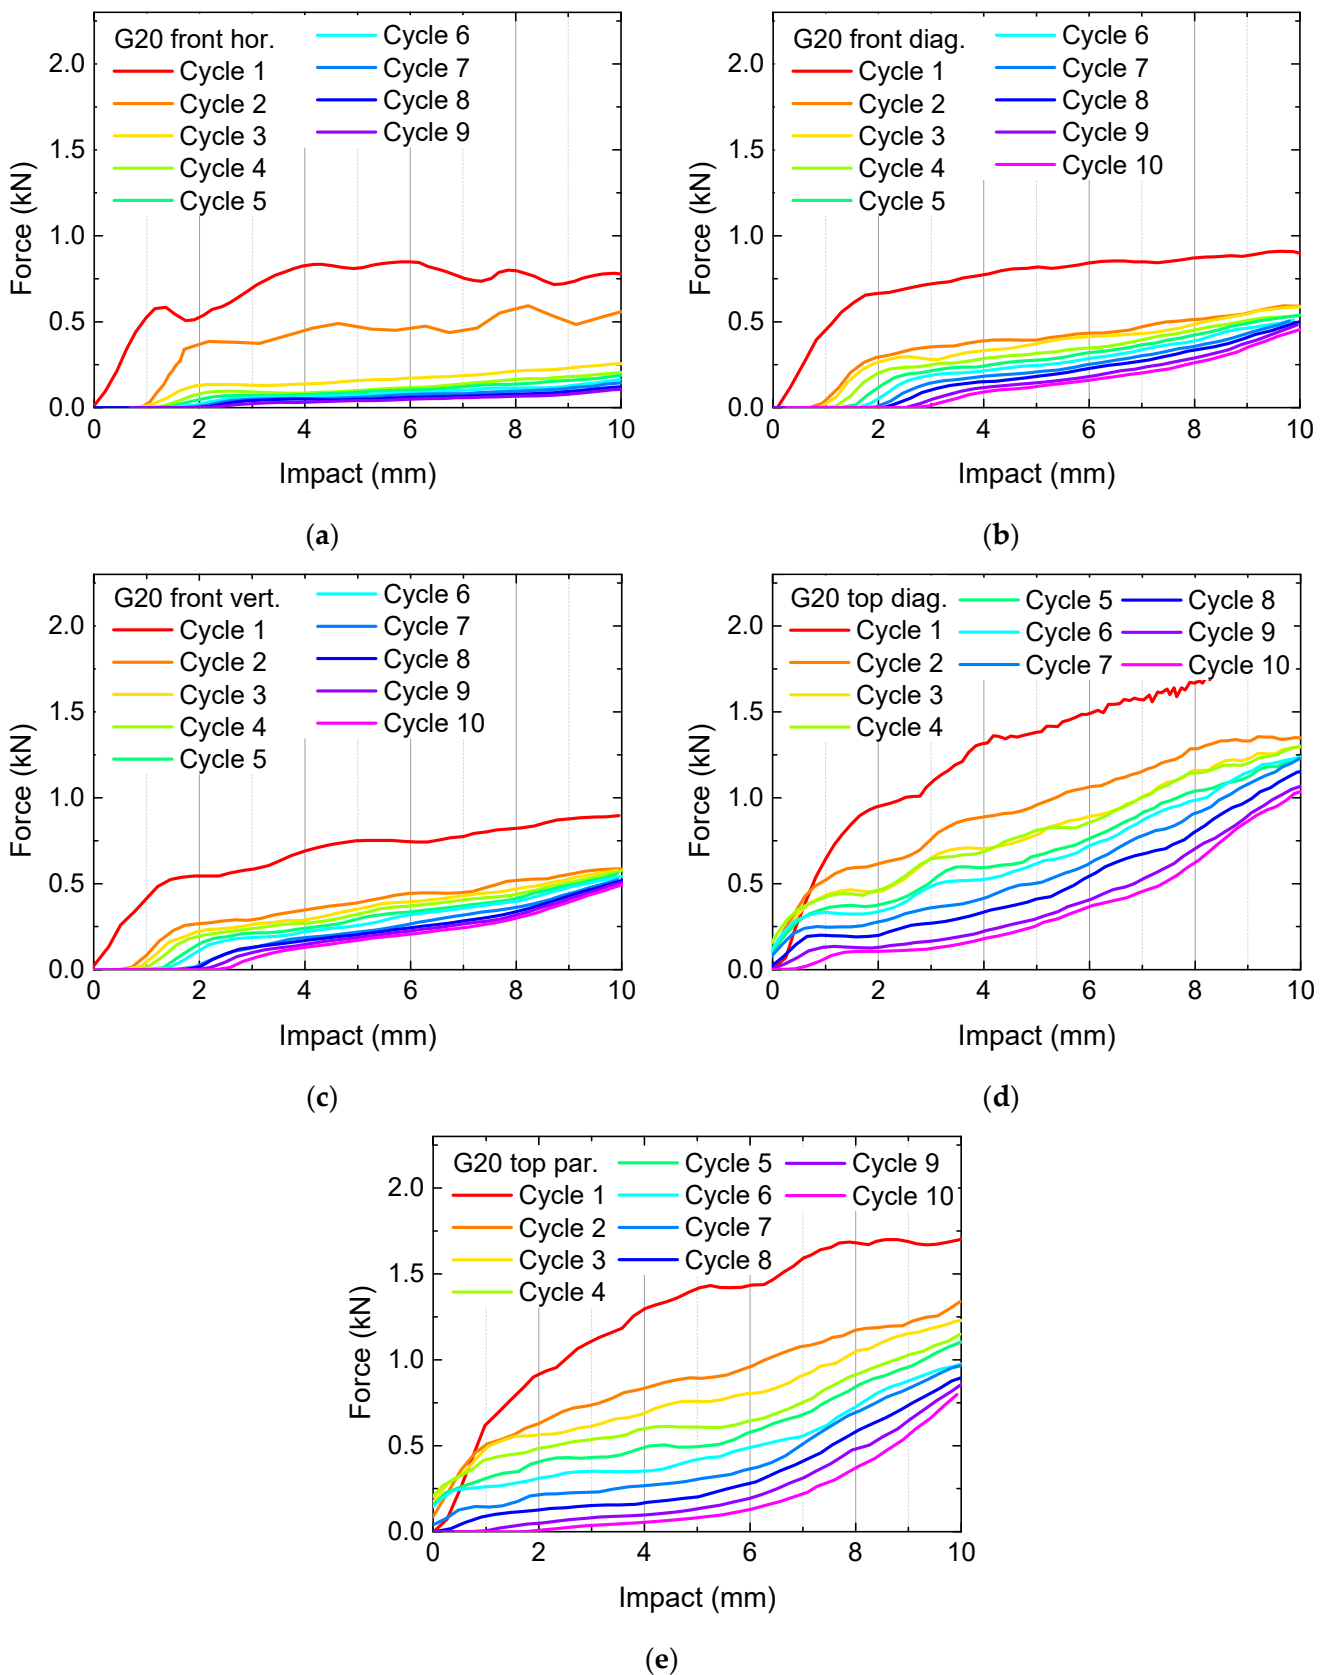 G20 front hor.
Cycle 1
Cycle 2
Cycle 3
Cycle 4
Cycle 5
Cycle 6
Cycle 7
Cycle 8
Cycle 9
Force (kN)
2.0
1.5
1.0
0.5
0.0
0 2 4 6 8 10
Impact (mm)
(a)
G20 front diag.
Cycle 1
Cycle 2
Cycle 3
Cycle 4
Cycle 5
Cycle 6
Cycle 7
Cycle 8
Cycle 9
Cycle 10
Force (kN)
2.0
1.5
1.0
0.5
0.0
0 2 4 6 8 10
Impact (mm)
(b)
G20 front vert.
Cycle 1
Cycle 2
Cycle 3
Cycle 4
Cycle 5
Cycle 6
Cycle 7
Cycle 8
Cycle 9
Cycle 10
Force (kN)
2.0
1.5
1.0
0.5
0.0
0 2 4 6 8 10
Impact (mm)
(c)
G20 top diag.
Cycle 1
Cycle 2
Cycle 3
Cycle 4
Cycle 5
Cycle 6
Cycle 7
Cycle 8
Cycle 9
Cycle 10
Force (kN)
2.0
1.5
1.0
0.5
0.0
0 2 4 6 8 10
Impact (mm)
(d)
G20 top par.
Cycle 1
Cycle 2
Cycle 3
Cycle 4
Cycle 5
Cycle 6
Cycle 7
Cycle 8
Cycle 9
Cycle 10
Force (kN)
2.0
1.5
1.0
0.5
0.0
0 2 4 6 8 10
Impact (mm)
(e)